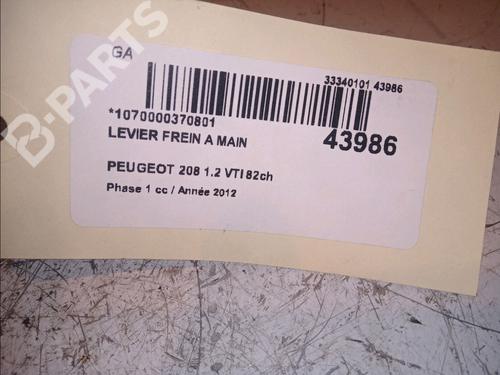 GA
33340101 43986
*1070000370801
43986
LEVIER FREIN A MAIN
PEUGEOT 208 1.2 VTI 82ch
Phase 1 cc / Année 2012
B-PARTS